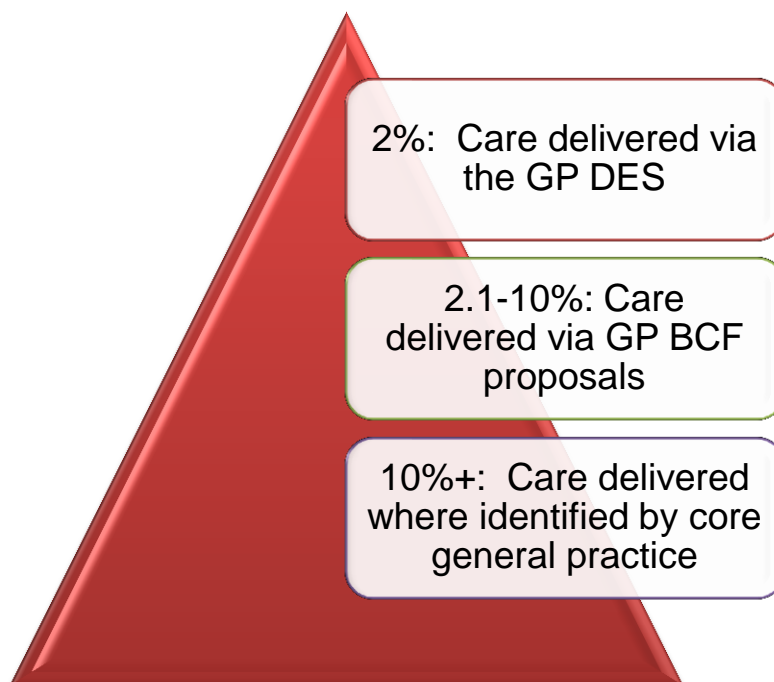 2%:  Care delivered via
the GP DES
2.1-10%: Care
delivered via GP BCF
proposals
10%+:  Care delivered
where identified by core
general practice